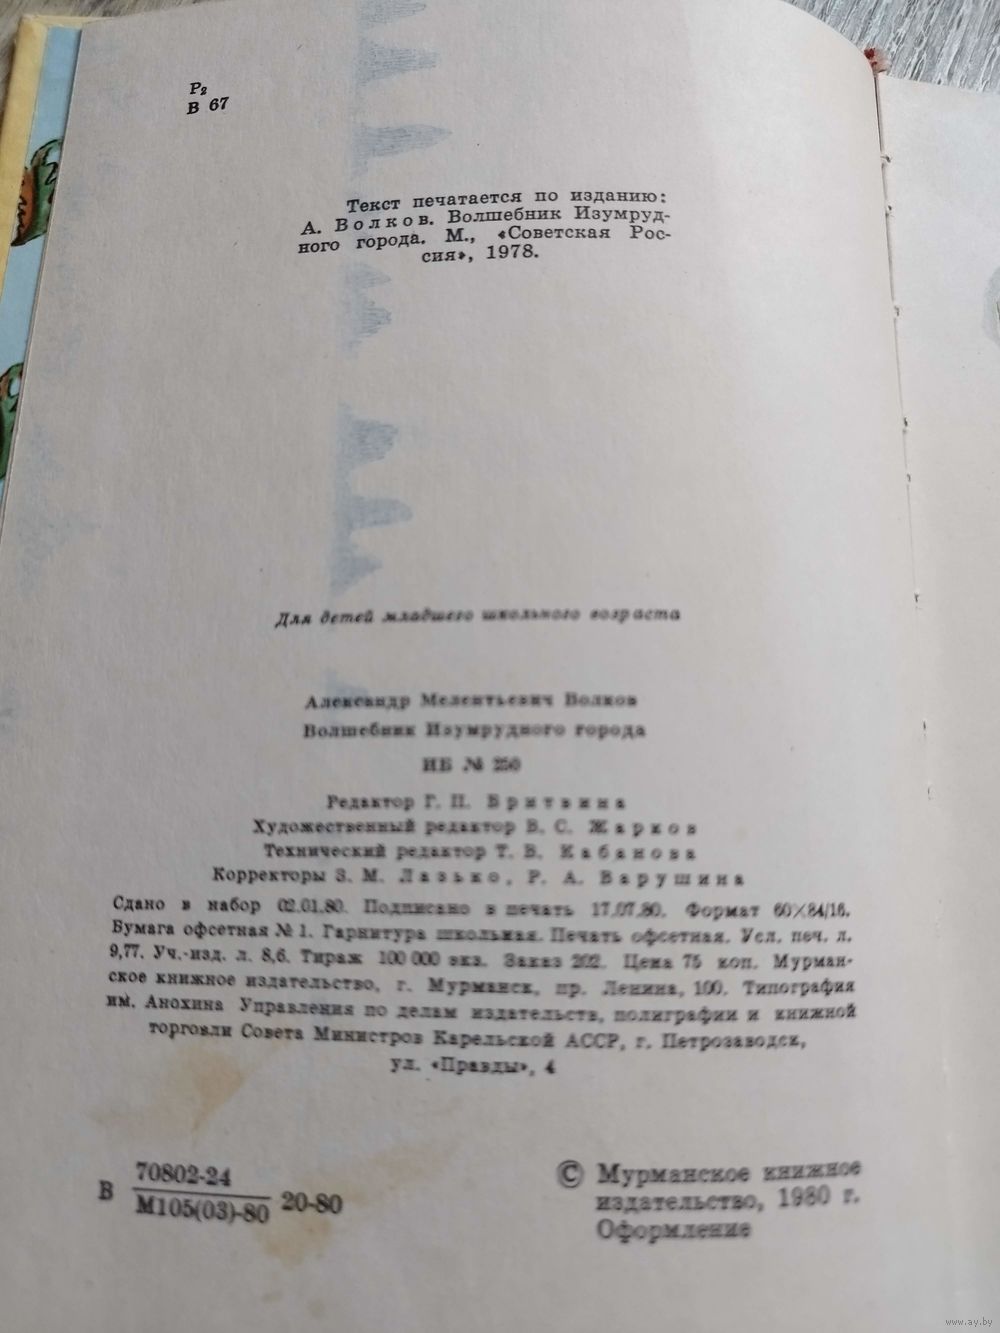 Р2
В 67
Текст печатается по изданию:
А. Волков. Волшебник Изумруд-
ного города. М., «Советская Рос-
сия», 1978.
Для детей младшего школьного возраста
Александр Мелентьевич Волков
Волшебник Изумрудного города
ИБ № 250
Редактор Г. П. Бритвина
Художественный редактор В. С. Жарков
Технический редактор Т. В. Кабанова
Корректоры З. М. Лазько, Р. А. Варушина
Сдано в набор 02.01.80. Подписано в печать 17.07.80. Формат 60×84/16.
Бумага офсетная № 1. Гарнитура школьная. Печать офсетная. Усл. печ. л.
9,77. Уч.-изд. л. 8,6. Тираж 100 000 экз. Заказ 202. Цена 75 коп. Мурман-
ское книжное издательство, г. Мурманск, пр. Ленина, 100. Типография
им. Анохина Управления по делам издательств, полиграфии и книжной
торговли Совета Министров Карельской АССР, г. Петрозаводск,
ул. «Правды», 4
В 70802-24
М105(03)-80 20-80
© Мурманское книжное
издательство, 1980 г.
Оформление
www.ay.by